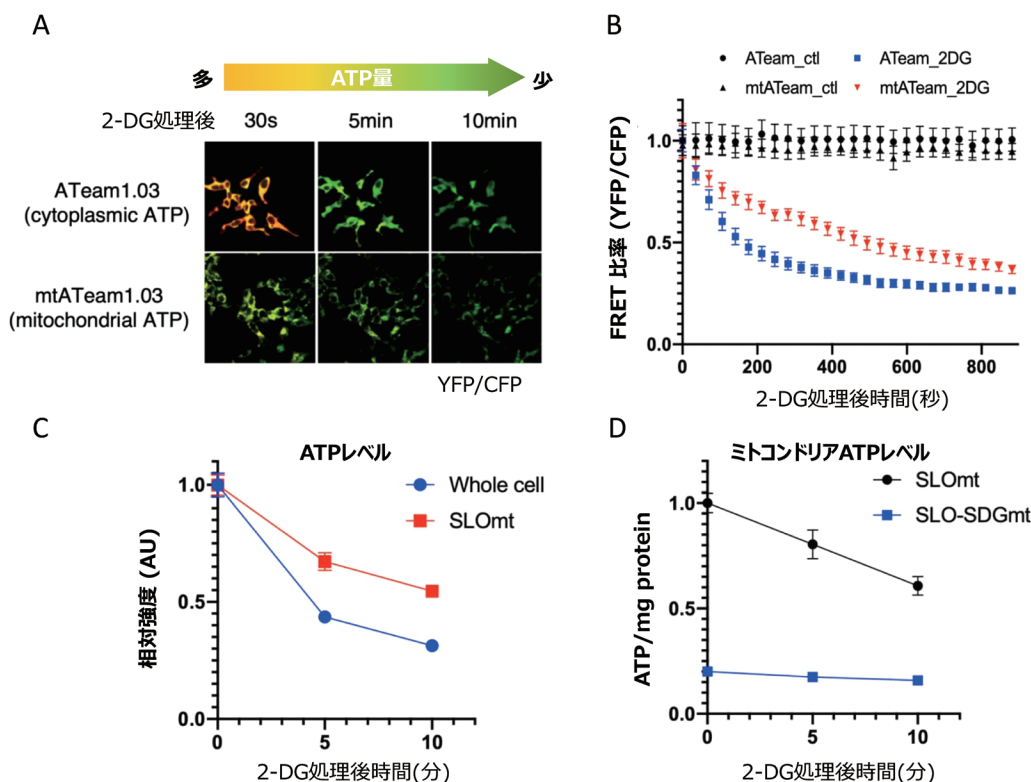 A
多 ATP量 少
2-DG処理後 30s 5min 10min
ATeam1.03
(cytoplasmic ATP)
mtATeam1.03
(mitochondrial ATP)
YFP/CFP
B
ATeam_ctl ATeam_2DG
mtATeam_ctl mtATeam_2DG
FRET 比率 (YFP/CFP)
1.0
0.5
0.0
0 200 400 600 800
2-DG処理後時間(秒)
C
ATPレベル
Whole cell
SLOmt
相対強度 (AU)
1.0
0.5
0.0
0 5 10
2-DG処理後時間(分)
D
ミトコンドリアATPレベル
SLOmt
SLO-SDGmt
ATP/mg protein
1.0
0.5
0.0
0 5 10
2-DG処理後時間(分)